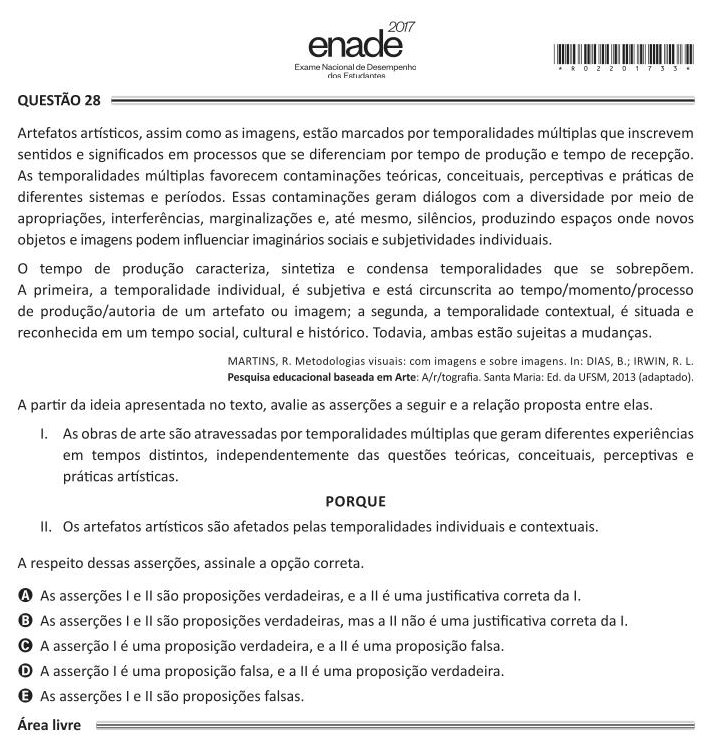 2017
enade
Exame Nacional de Desempenho
dos Estudantes
*R0220173 3*
QUESTÃO 28
Artefatos artísticos, assim como as imagens, estão marcados por temporalidades múltiplas que inscrevem
sentidos e significados em processos que se diferenciam por tempo de produção e tempo de recepção.
As temporalidades múltiplas favorecem contaminações teóricas, conceituais, perceptivas e práticas de
diferentes sistemas e períodos. Essas contaminações geram diálogos com a diversidade por meio de
apropriações, interferências, marginalizações e, até mesmo, silêncios, produzindo espaços onde novos
objetos e imagens podem influenciar imaginários sociais e subjetividades individuais.
O tempo de produção caracteriza, sintetiza e condensa temporalidades que se sobrepõem.
A primeira, a temporalidade individual, é subjetiva e está circunscrita ao tempo/momento/processo
de produção/autoria de um artefato ou imagem; a segunda, a temporalidade contextual, é situada e
reconhecida em um tempo social, cultural e histórico. Todavia, ambas estão sujeitas a mudanças.
MARTINS, R. Metodologias visuais: com imagens e sobre imagens. In: DIAS, B.; IRWIN, R. L.
Pesquisa educacional baseada em Arte: A/r/tografia. Santa Maria: Ed. da UFSM, 2013 (adaptado).
A partir da ideia apresentada no texto, avalie as asserções a seguir e a relação proposta entre elas.
I. As obras de arte são atravessadas por temporalidades múltiplas que geram diferentes experiências
em tempos distintos, independentemente das questões teóricas, conceituais, perceptivas e
práticas artísticas.
PORQUE
II. Os artefatos artísticos são afetados pelas temporalidades individuais e contextuais.
A respeito dessas asserções, assinale a opção correta.
A As asserções I e II são proposições verdadeiras, e a II é uma justificativa correta da I.
B As asserções I e II são proposições verdadeiras, mas a II não é uma justificativa correta da I.
C A asserção I é uma proposição verdadeira, e a II é uma proposição falsa.
D A asserção I é uma proposição falsa, e a II é uma proposição verdadeira.
E As asserções I e II são proposições falsas.
Área livre